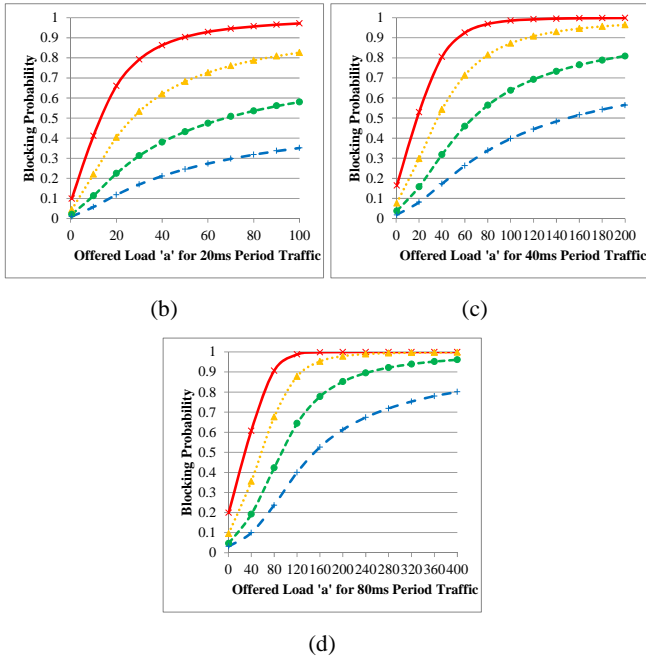 Blocking Probability
1
0.9
0.8
0.7
0.6
0.5
0.4
0.3
0.2
0.1
0
0 20 40 60 80 100
Offered Load 'a' for 20ms Period Traffic
(b)
Blocking Probability
1
0.9
0.8
0.7
0.6
0.5
0.4
0.3
0.2
0.1
0
0 20 40 60 80 100 120 140 160 180 200
Offered Load 'a' for 40ms Period Traffic
(c)
Blocking Probability
1
0.9
0.8
0.7
0.6
0.5
0.4
0.3
0.2
0.1
0
0 40 80 120 160 200 240 280 320 360 400
Offered Load 'a' for 80ms Period Traffic
(d)